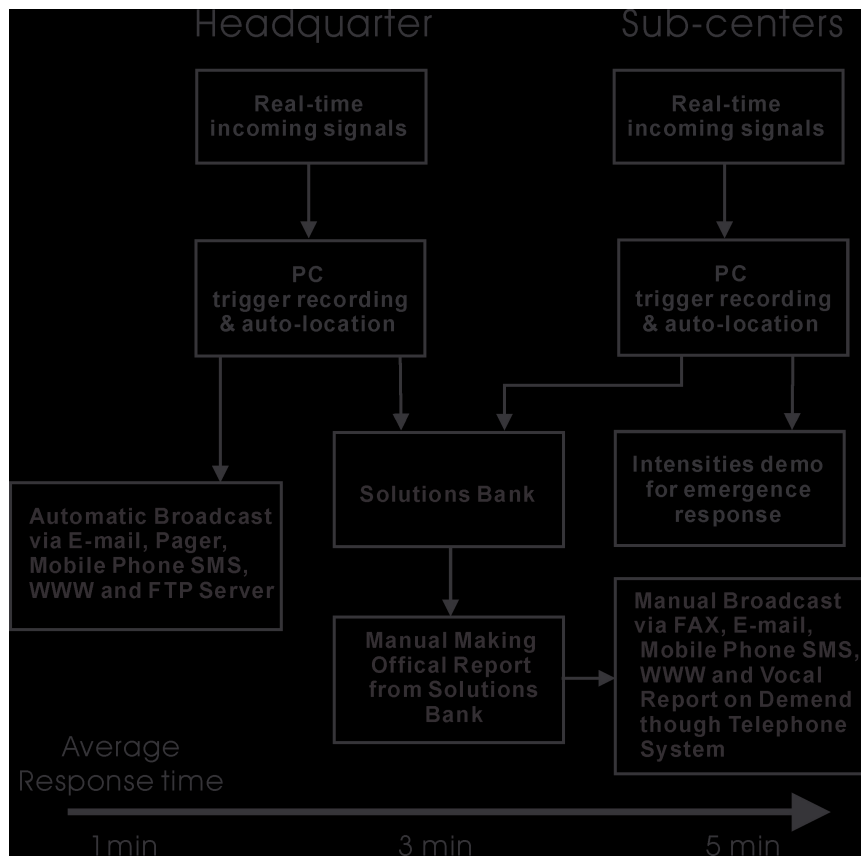 Headquarter
Sub-centers
Real-time
incoming signals
Real-time
incoming signals
PC
trigger recording
& auto-location
PC
trigger recording
& auto-location
Automatic Broadcast
via E-mail, Pager,
Mobile Phone SMS,
WWW and FTP Server
Solutions Bank
Intensities demo
for emergence
response
Manual Making
Offical Report
from Solutions
Bank
Manual Broadcast
via FAX, E-mail,
Mobile Phone SMS,
WWW and Vocal
Report on Demend
though Telephone
System
Average
Response time
1 min
3 min
5 min